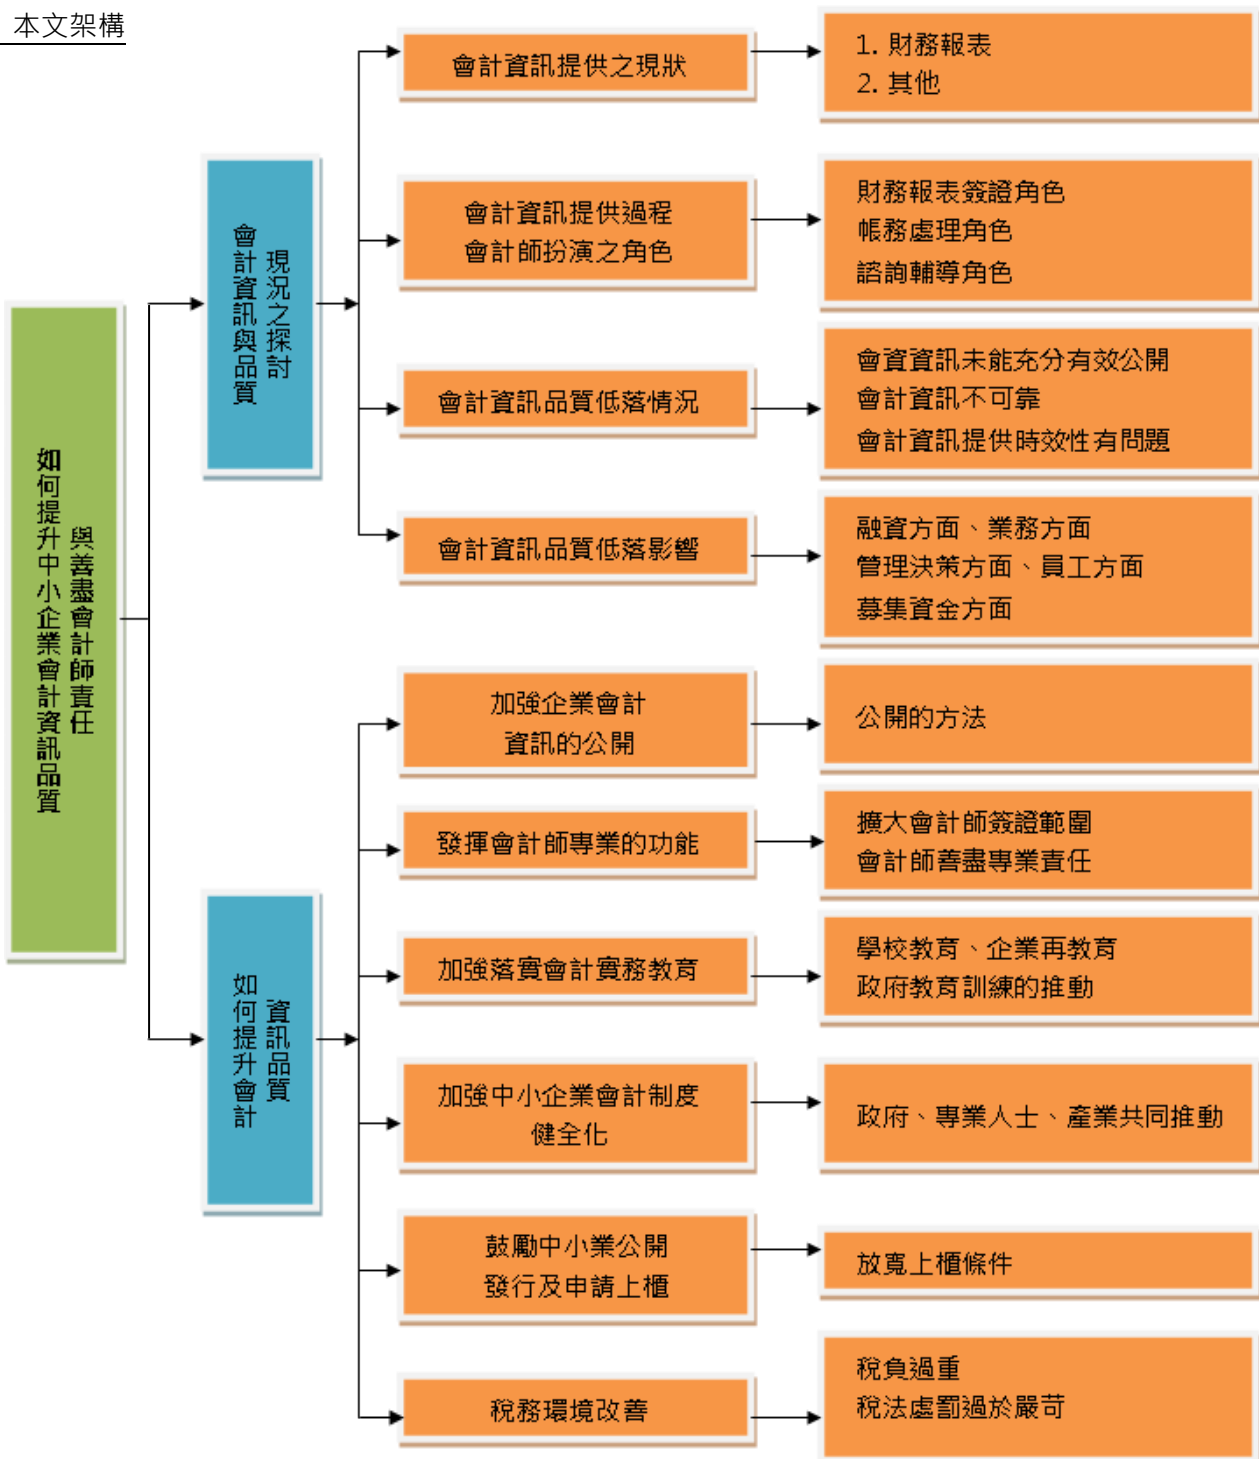 本文架構
如何提升中小企業會計資訊品質
與善盡會計師責任
會計資訊與品質
現況之探討
會計資訊提供之現狀
1. 財務報表
2. 其他
會計資訊提供過程
會計師扮演之角色
財務報表簽證角色
帳務處理角色
諮詢輔導角色
會計資訊品質低落情況
會資資訊未能充分有效公開
會計資訊不可靠
會計資訊提供時效性有問題
會計資訊品質低落影響
融資方面、業務方面
管理決策方面、員工方面
募集資金方面
如何提升會計
資訊品質
加強企業會計
資訊的公開
公開的方法
發揮會計師專業的功能
擴大會計師簽證範圍
會計師善盡專業責任
加強落實會計實務教育
學校教育、企業再教育
政府教育訓練的推動
加強中小企業會計制度
健全化
政府、專業人士、產業共同推動
鼓勵中小業公開
發行及申請上櫃
放寬上櫃條件
稅務環境改善
稅負過重
稅法處罰過於嚴苛